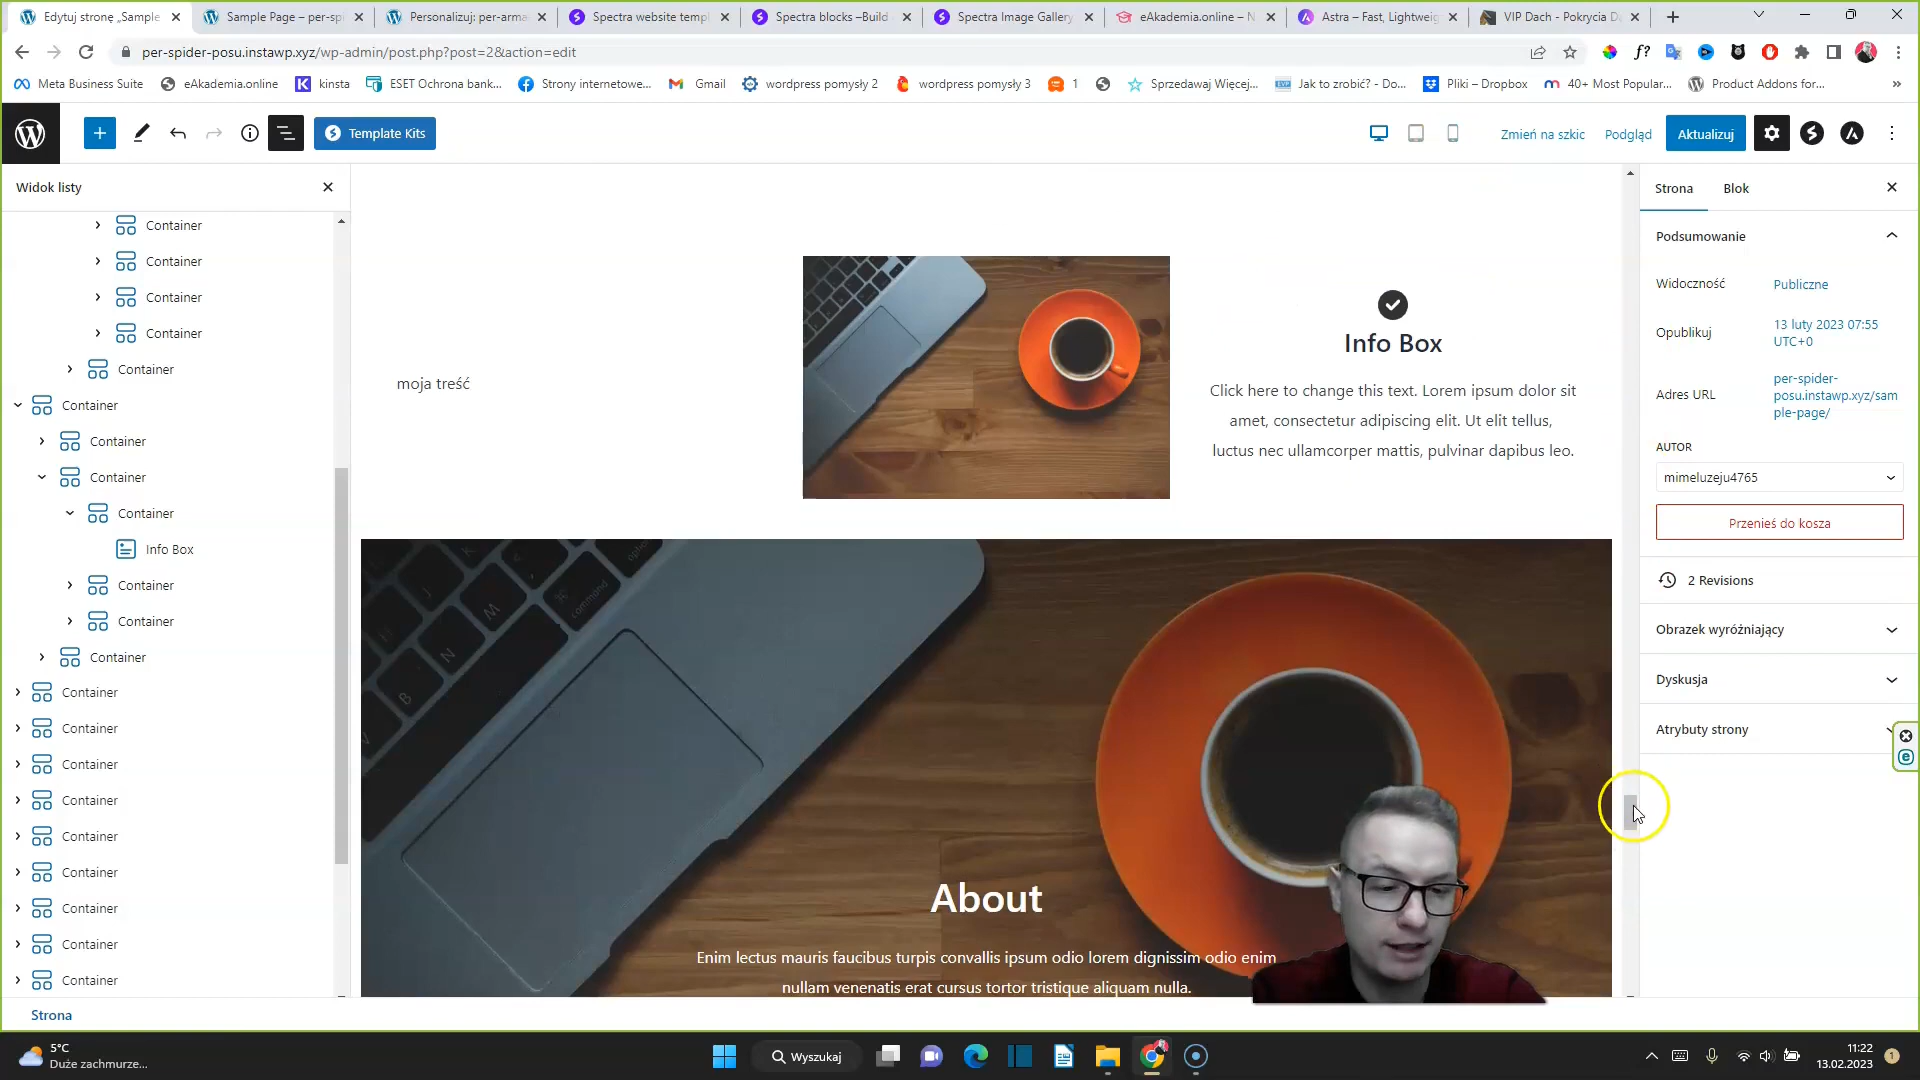 Edytuj stronę „Sample
Sample Page – per-spi
Personalizuj: per-arma
Spectra website templ
Spectra blocks –Build
Spectra Image Gallery
eAkademia.online – N
Astra – Fast, Lightweig
VIP Dach - Pokrycia D
per-spider-posu.instawp.xyz/wp-admin/post.php?post=2&action=edit
Meta Business Suite
eAkademia.online
kinsta
ESET Ochrona bank...
Strony internetowe...
Gmail
wordpress pomysły 2
wordpress pomysły 3
1
Sprzedawaj Więcej,...
Jak to zrobić? - Do...
Pliki – Dropbox
40+ Most Popular...
Product Addons for...
Template Kits
Zmień na szkic
Podgląd
Aktualizuj
Widok listy
Container
Container
Container
Container
Container
Container
Container
Container
Container
Info Box
Container
Container
Container
Container
Container
Container
Container
Container
Container
Container
Container
Container
moja treść
Info Box
Click here to change this text. Lorem ipsum dolor sit
amet, consectetur adipiscing elit. Ut elit tellus,
luctus nec ullamcorper mattis, pulvinar dapibus leo.
command
option
About
Enim lectus mauris faucibus turpis convallis ipsum odio lorem dignissim odio enim
nullam venenatis erat cursus tortor tristique aliquam nulla.
Strona
Blok
Podsumowanie
Widoczność
Publiczne
Opublikuj
13 luty 2023 07:55
UTC+0
Adres URL
per-spider-
posu.instawp.xyz/sam
ple-page/
AUTOR
mimeluzeju4765
Przenieś do kosza
2 Revisions
Obrazek wyróżniający
Dyskusja
Atrybuty strony
Strona
5°C
Duże zachmurze...
Wyszukaj
11:22
13.02.2023
1